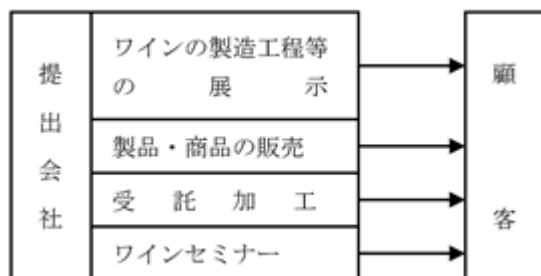 提出会社
ワインの製造工程等
の展示
製品・商品の販売
受託加工
ワインセミナー
顧客